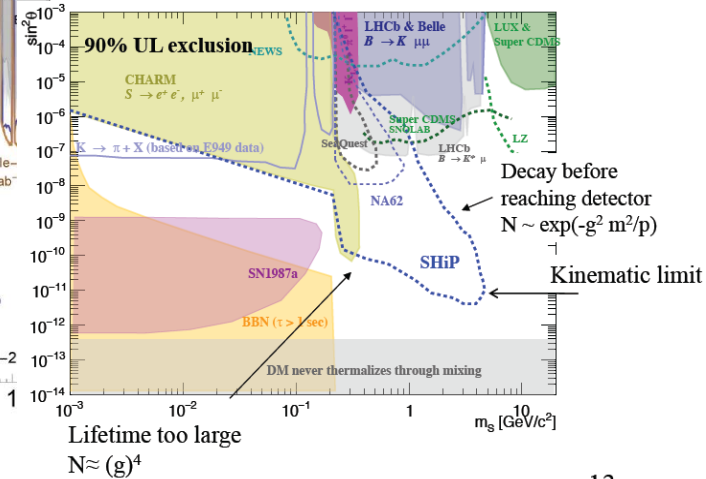 sin²θ
10⁻³
10⁻⁴
10⁻⁵
10⁻⁶
10⁻⁷
10⁻⁸
10⁻⁹
10⁻¹⁰
10⁻¹¹
10⁻¹²
10⁻¹³
10⁻¹⁴
90% UL exclusion
NEWS
LHCb & Belle
B → K μμ
LUX &
Super CDMS
CHARM
S → e⁺ e⁻, μ⁺ μ⁻
Super CDMS
SNOLAB
LZ
SeaQuest
LHCb
B → K* μ
K → π + X (based on E949 data)
NA62
Decay before
reaching detector
N ~ exp(-g² m²/p)
SHiP
Kinematic limit
SN1987a
BBN (τ > 1 sec)
DM never thermalizes through mixing
10⁻³
10⁻²
10⁻¹
1
10
mₛ [GeV/c²]
Lifetime too large
N≈ (g)⁴
−2
1